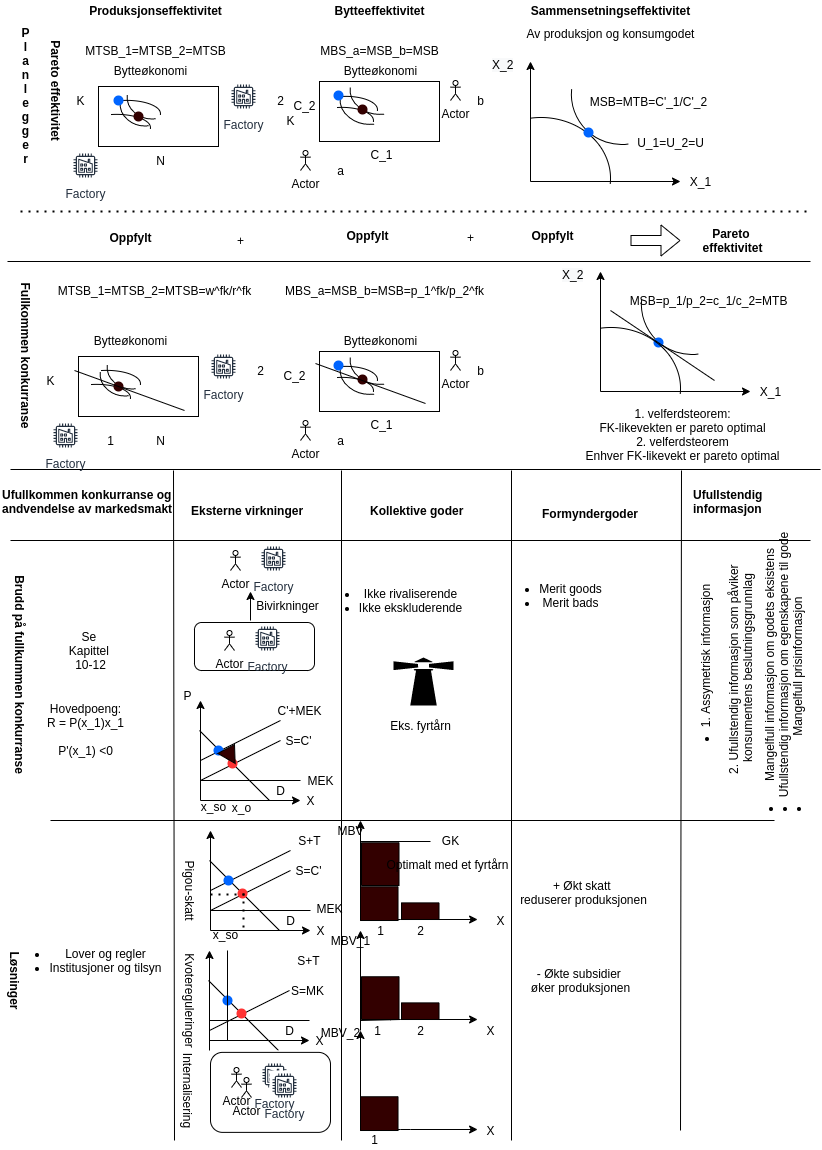 Produksjonseffektivitet
Bytteeffektivitet
Sammensetningseffektivitet
Planlegger
Pareto effektivitet
MTSB_1=MTSB_2=MTSB
Bytteøkonomi
K
N
Factory
Factory
2
MBS_a=MSB_b=MSB
Bytteøkonomi
C_2
K
C_1
Actor
b
Actor
a
Av produksjon og konsumgodet
X_2
MSB=MTB=C'_1/C'_2
U_1=U_2=U
X_1
Oppfylt
+
Oppfylt
+
Oppfylt
Pareto
effektivitet
Fullkommen konkurranse
MTSB_1=MTSB_2=MTSB=w^fk/r^fk
Bytteøkonomi
K
Factory
2
Factory
1
N
MBS_a=MSB_b=MSB=p_1^fk/p_2^fk
Bytteøkonomi
C_2
C_1
Actor
b
Actor
a
X_2
MSB=p_1/p_2=c_1/c_2=MTB
X_1
1. velferdsteorem:
FK-likevekten er pareto optimal
2. velferdsteorem
Enhver FK-likevekt er pareto optimal
Ufullkommen konkurranse og
andvendelse av markedsmakt
Eksterne virkninger
Kollektive goder
Formyndergoder
Ufullstendig
informasjon
Brudd på fullkummen konkurranse
Se
Kapittel
10-12
Hovedpoeng:
R = P(x_1)x_1
P'(x_1) <0
Actor
Factory
Bivirkninger
Actor
Factory
P
C'+MEK
S=C'
MEK
D
X
x_so
x_o
Ikke rivaliserende
Ikke ekskluderende
Eks. fyrtårn
Merit goods
Merit bads
1. Assymetrisk informasjon
2. Ufullstendig informasjon som påviker
konsumentens beslutningsgrunnlag
Mangelfull informasjon om godets eksistens
Ufullstendig informasjon om egenskapene til gode
Mangelfull prisinformasjon
Løsninger
Lover og regler
Institusjoner og tilsyn
Pigou-skatt
S+T
S=C'
MEK
D
X
x_so
Kvotereguleringer
S+T
S=MK
D
X
Internalisering
Actor
Actor
Factory
Factory
MBV
GK
Optimalt med et fyrtårn
1
2
X
MBV_1
1
2
X
MBV_2
1
X
+ Økt skatt
reduserer produksjonen
- Økte subsidier
øker produksjonen